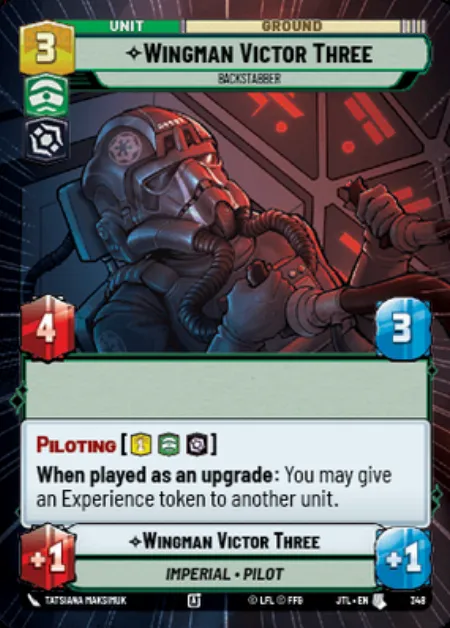 UNIT
GROUND
3
WINGMAN VICTOR THREE
BACKSTABBER
4
3
PILOTING [1]
When played as an upgrade: You may give
an Experience token to another unit.
WINGMAN VICTOR THREE
+1
+1
IMPERIAL • PILOT
TATSIANA MAKSIMUK
A
© LFL © FFG
JTL • EN
348